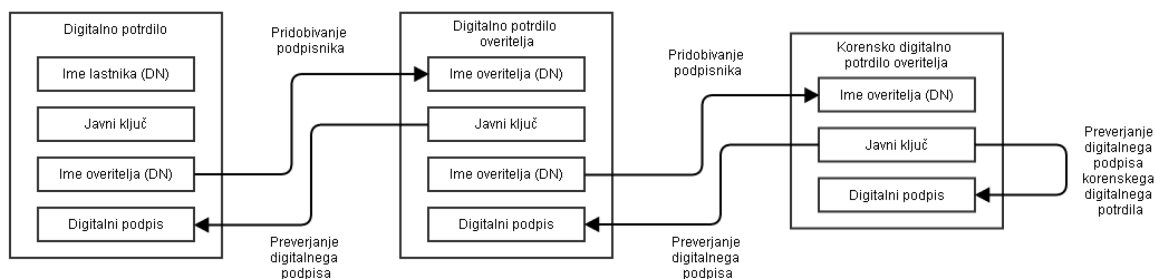 Digitalno potrdilo
Ime lastnika (DN)
Javni ključ
Ime overitelja (DN)
Digitalni podpis
Pridobivanje
podpisnika
Preverjanje
digitalnega
podpisa
Digitalno potrdilo
overitelja
Ime overitelja (DN)
Javni ključ
Ime overitelja (DN)
Digitalni podpis
Pridobivanje
podpisnika
Preverjanje
digitalnega
podpisa
Korensko digitalno
potrdilo overitelja
Ime overitelja (DN)
Javni ključ
Digitalni podpis
Preverjanje
digitalnega
podpisa
korenskega
digitalnega
potrdila